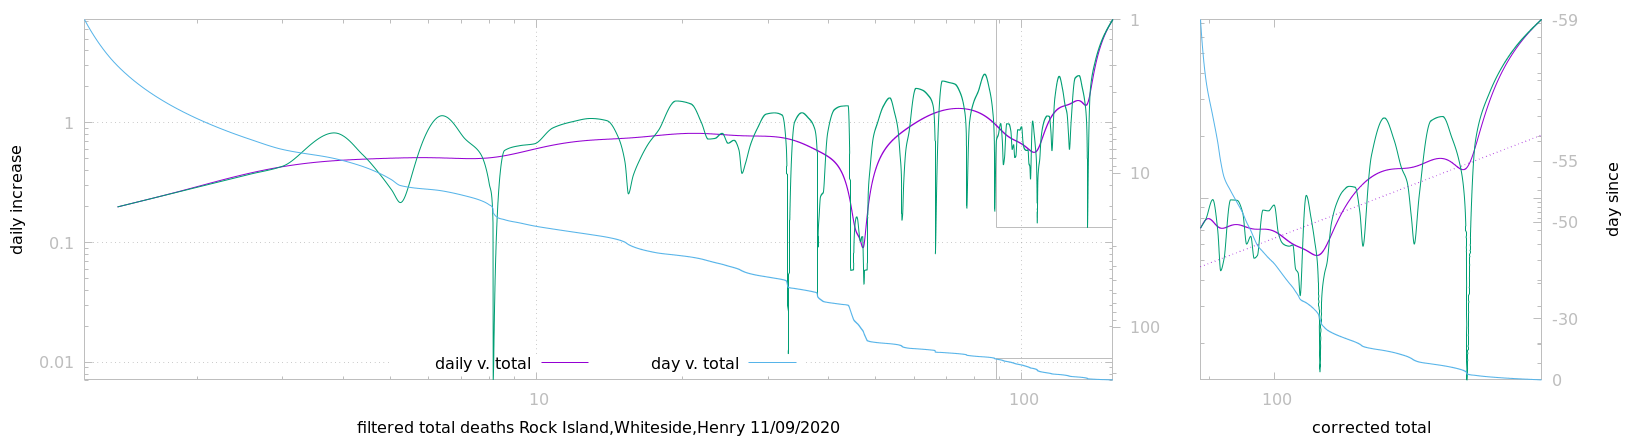 daily increase
1
0.1
0.01
10
100
1
10
100
daily v. total
day v. total
filtered total deaths Rock Island,Whiteside,Henry 11/09/2020
-59
-55
-50
-30
0
day since
100
corrected total